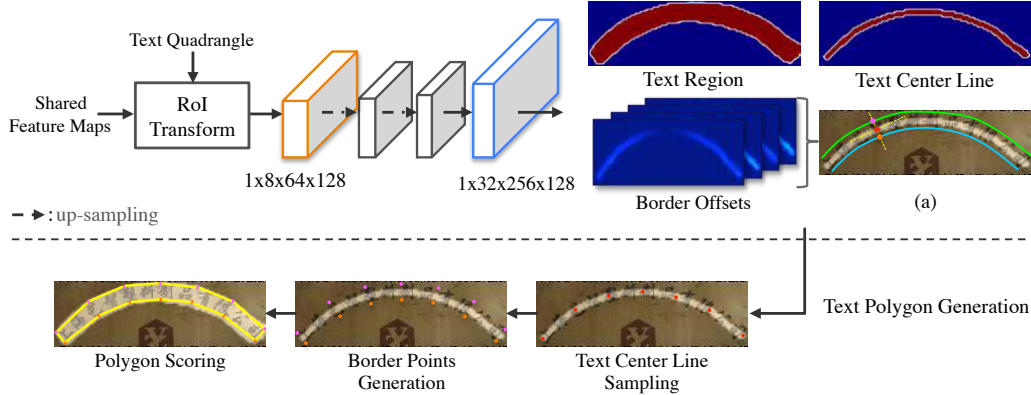 Text Quadrangle
Shared
Feature Maps
RoI
Transform
1x8x64x128
1x32x256x128
Text Region
Text Center Line
Border Offsets
(a)
: up-sampling
Text Polygon Generation
Polygon Scoring
Border Points
Generation
Text Center Line
Sampling